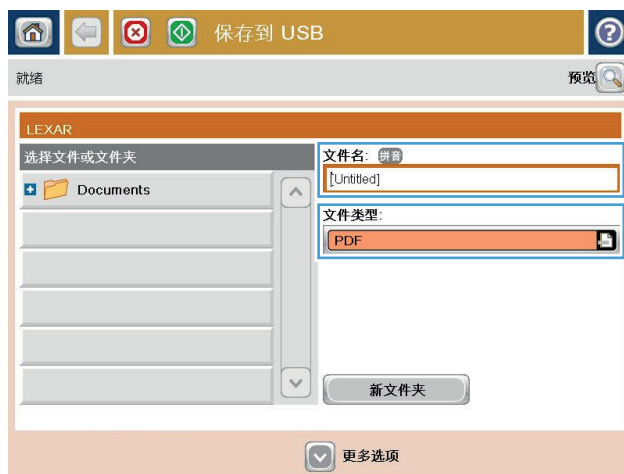 保存到 USB
?
就绪
预览
LEXAR
选择文件或文件夹
文件名: 拼音
Documents
[Untitled]
文件类型:
PDF
新文件夹
更多选项